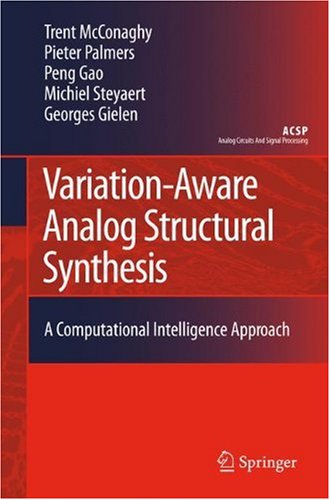 Trent McConaghy
Pieter Palmers
Peng Gao
Michiel Steyaert
Georges Gielen
ACSP
Analog Circuits And Signal Processing
Variation-Aware
Analog Structural
Synthesis
A Computational Intelligence Approach
Springer